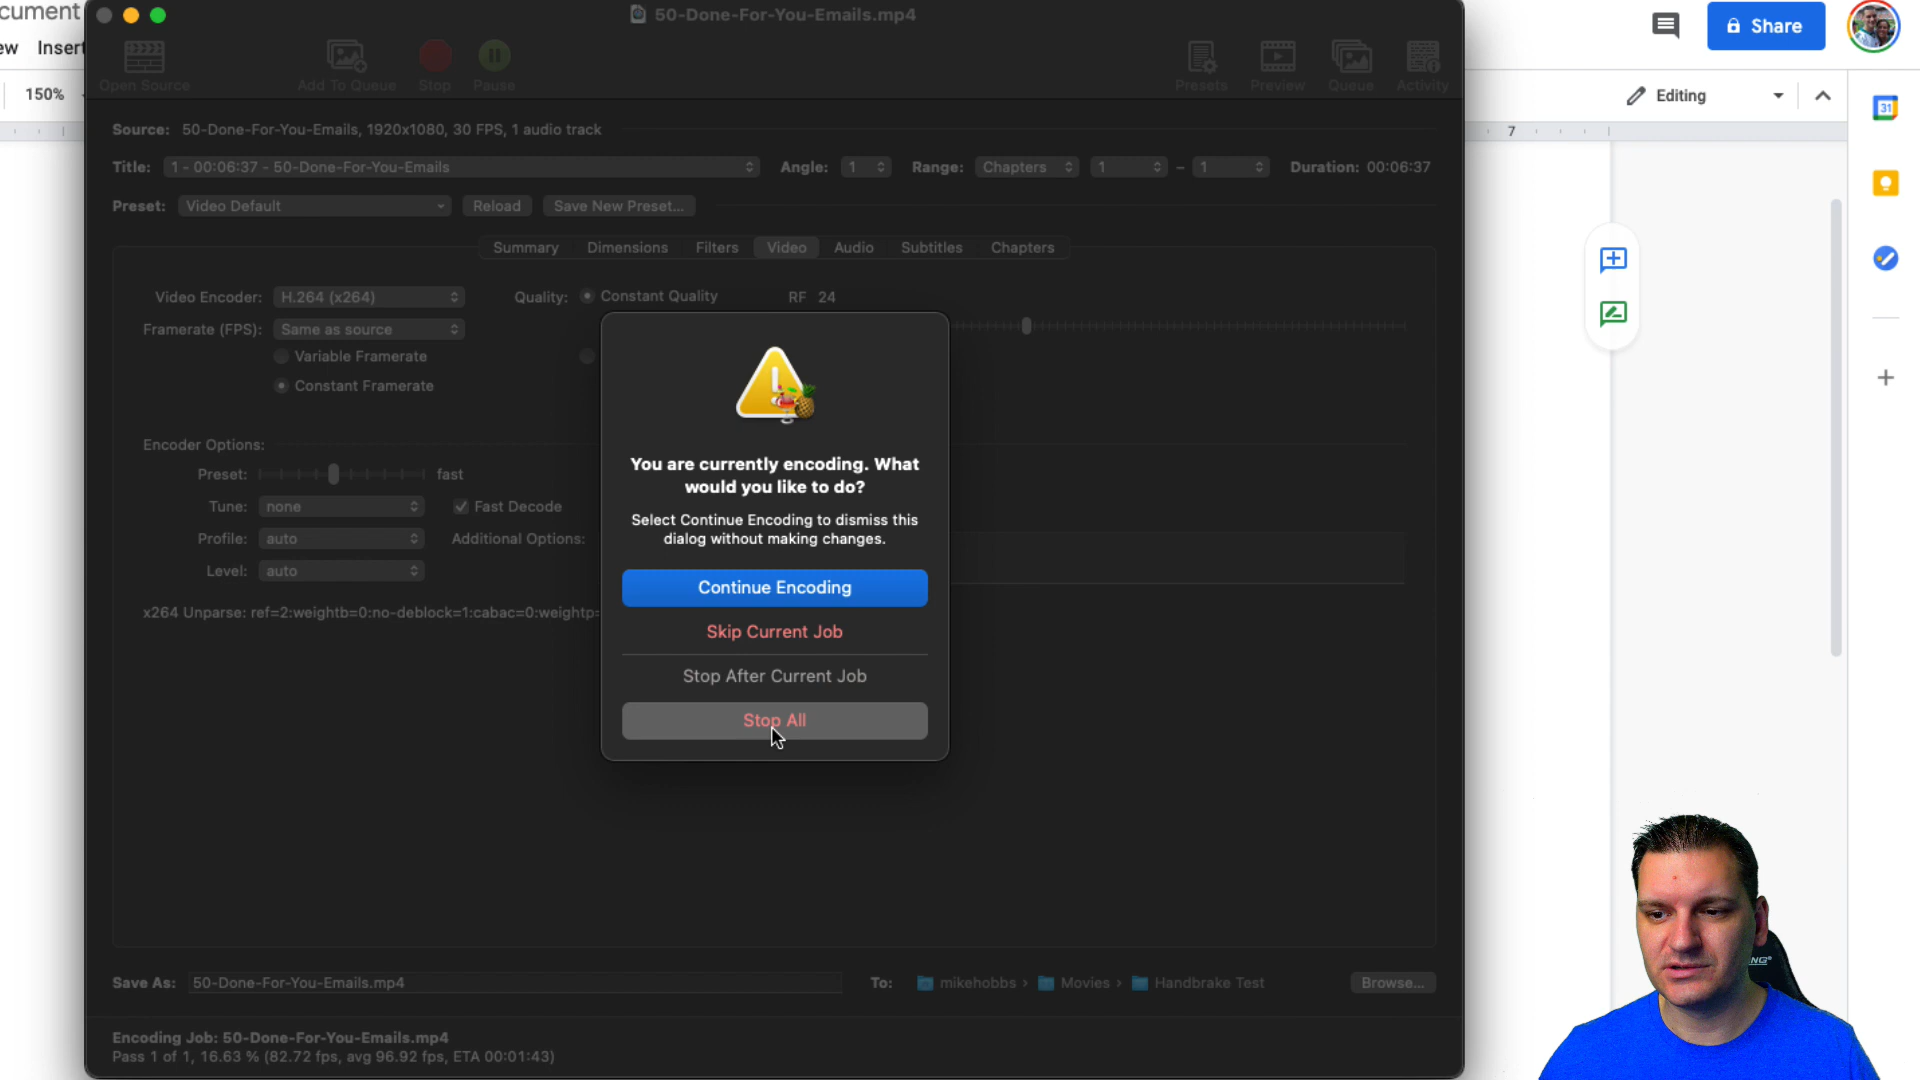 cument
50-Done-For-You-Emails.mp4
Share
ew Insert
Open Source Add To Queue Stop Pause Presets Preview Queue Activity
150% Editing
Source: 50-Done-For-You-Emails, 1920x1080, 30 FPS, 1 audio track
7
Title: 1 - 00:06:37 - 50-Done-For-You-Emails Angle: 1 Range: Chapters 1 – 1 Duration: 00:06:37
Preset: Video Default Reload Save New Preset...
Summary Dimensions Filters Video Audio Subtitles Chapters
Video Encoder: H.264 (x264) Quality: Constant Quality RF 24
Framerate (FPS): Same as source
Variable Framerate
Constant Framerate
Encoder Options:
Preset: fast
Tune: none Fast Decode
Profile: auto Additional Options:
Level: auto
x264 Unparse: ref=2:weightb=0:no-deblock=1:cabac=0:weightp=
You are currently encoding. What
would you like to do?
Select Continue Encoding to dismiss this
dialog without making changes.
Continue Encoding
Skip Current Job
Stop After Current Job
Stop All
Save As: 50-Done-For-You-Emails.mp4 To: mikehobbs › Movies › Handbrake Test Browse...
Encoding Job: 50-Done-For-You-Emails.mp4
Pass 1 of 1, 16.63 % (82.72 fps, avg 96.92 fps, ETA 00:01:43)
31